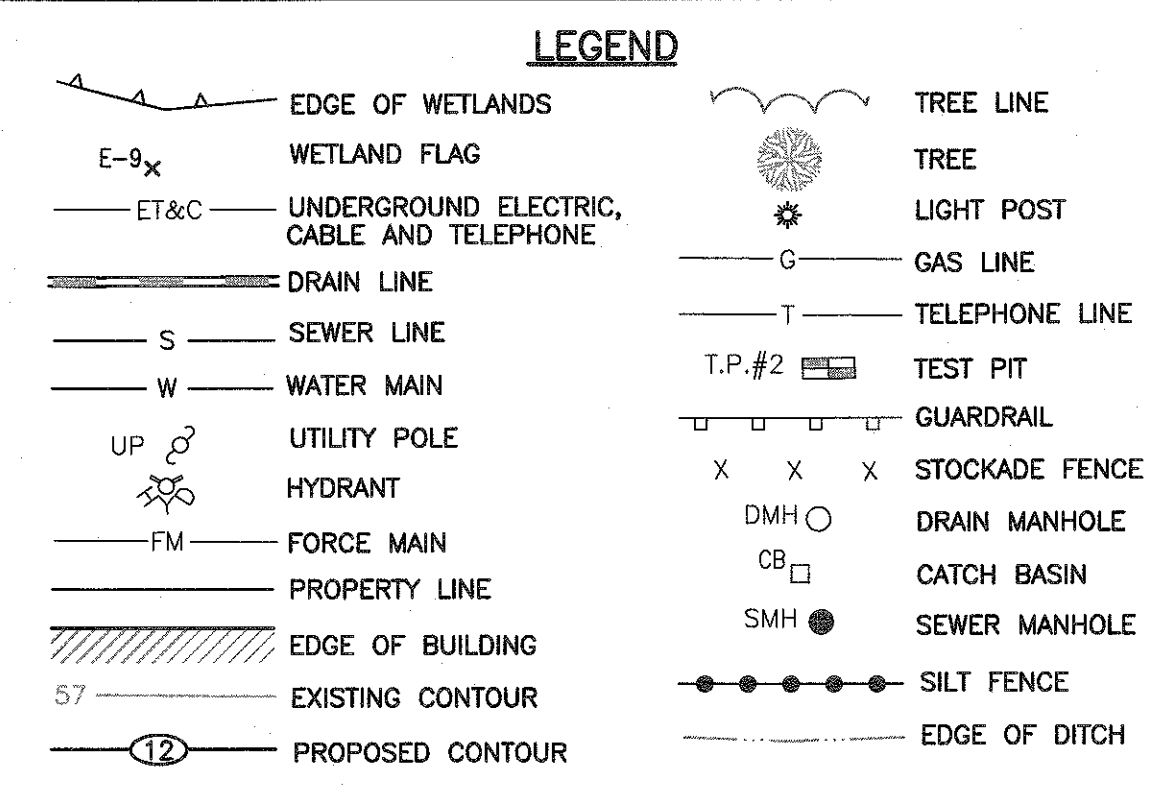 LEGEND
EDGE OF WETLANDS
E-9x WETLAND FLAG
ET&C UNDERGROUND ELECTRIC,
CABLE AND TELEPHONE
DRAIN LINE
S SEWER LINE
W WATER MAIN
UP UTILITY POLE
HYDRANT
FM FORCE MAIN
PROPERTY LINE
EDGE OF BUILDING
57 EXISTING CONTOUR
12 PROPOSED CONTOUR
TREE LINE
TREE
LIGHT POST
G GAS LINE
T TELEPHONE LINE
T.P.#2 TEST PIT
GUARDRAIL
X X X STOCKADE FENCE
DMH DRAIN MANHOLE
CB CATCH BASIN
SMH SEWER MANHOLE
SILT FENCE
EDGE OF DITCH